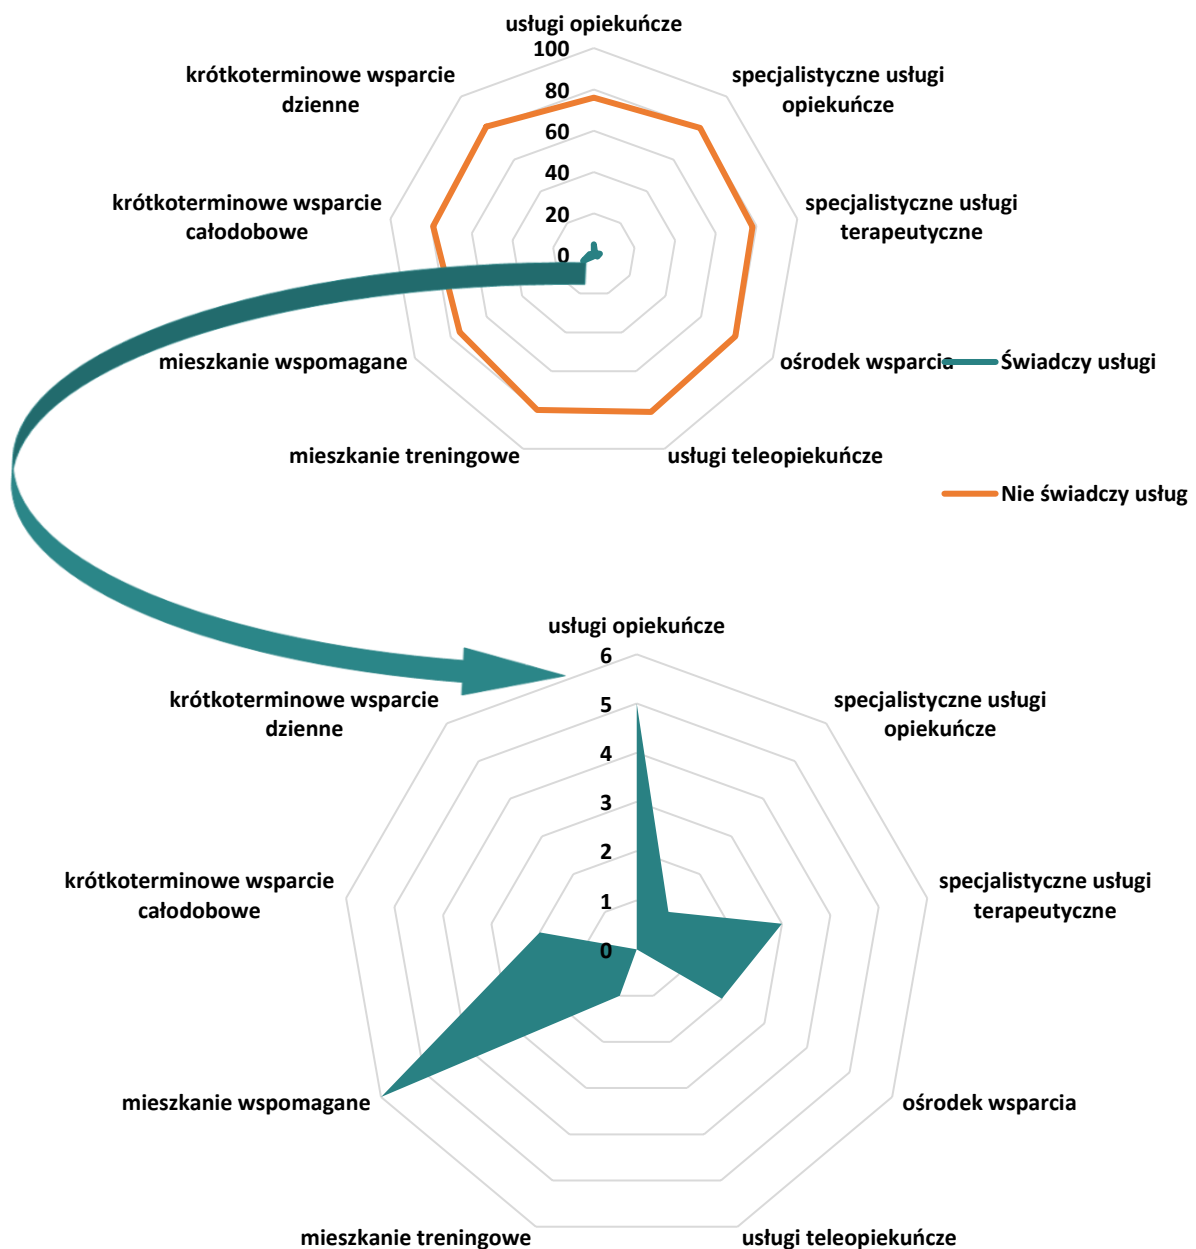 usługi opiekuńcze
100
80
60
40
20
0
krótkoterminowe wsparcie
dzienne
specjalistyczne usługi
opiekuńcze
krótkoterminowe wsparcie
całodobowe
specjalistyczne usługi
terapeutyczne
mieszkanie wspomagane
ośrodek wsparcia
Świadczy usługi
mieszkanie treningowe
usługi teleopiekuńcze
Nie świadczy usług
usługi opiekuńcze
6
5
4
3
2
1
0
krótkoterminowe wsparcie
dzienne
specjalistyczne usługi
opiekuńcze
krótkoterminowe wsparcie
całodobowe
specjalistyczne usługi
terapeutyczne
mieszkanie wspomagane
ośrodek wsparcia
mieszkanie treningowe
usługi teleopiekuńcze